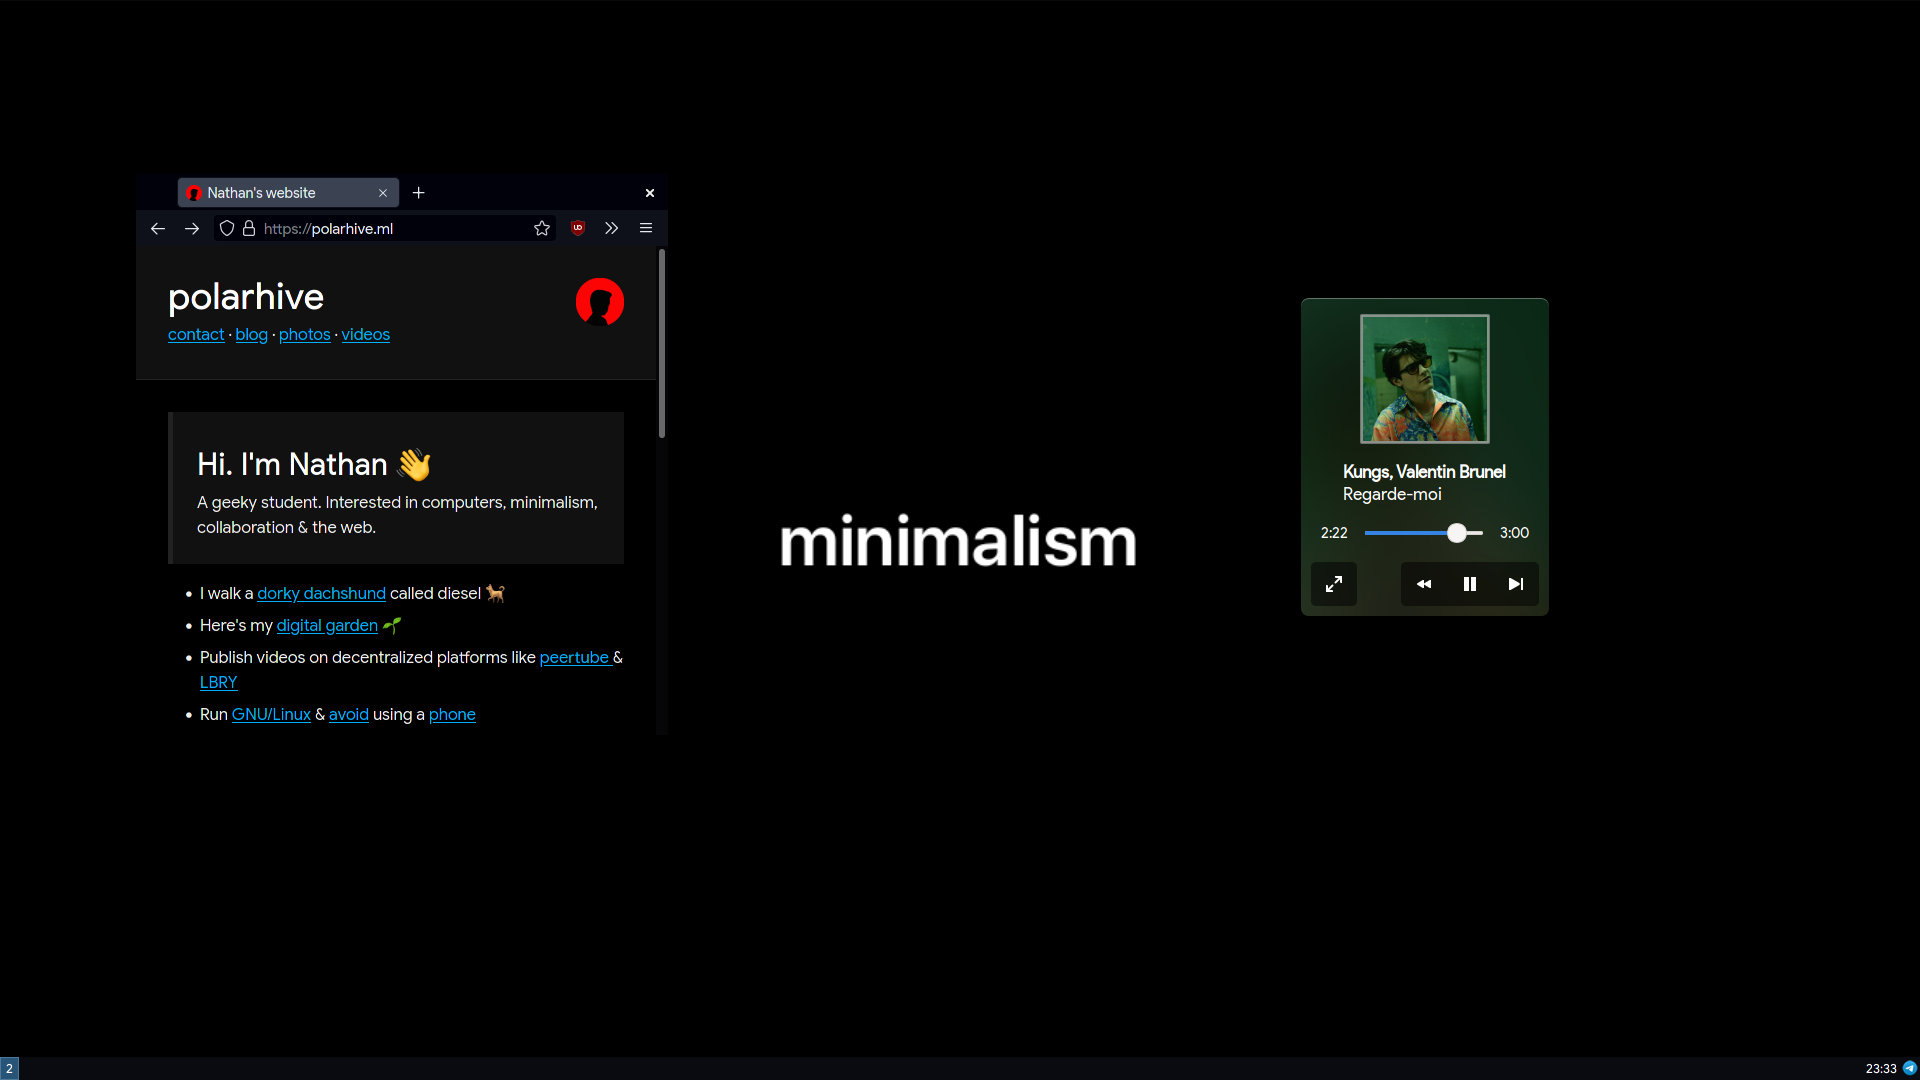 Nathan's website
https://polarhive.ml
polarhive
contact · blog · photos · videos
Hi. I'm Nathan 👋
A geeky student. Interested in computers, minimalism,
collaboration & the web.
• I walk a dorky dachshund called diesel 🐕
• Here's my digital garden 🌱
• Publish videos on decentralized platforms like peertube &
LBRY
• Run GNU/Linux & avoid using a phone
minimalism
Kungs, Valentin Brunel
Regarde-moi
2:22 3:00
2 23:33